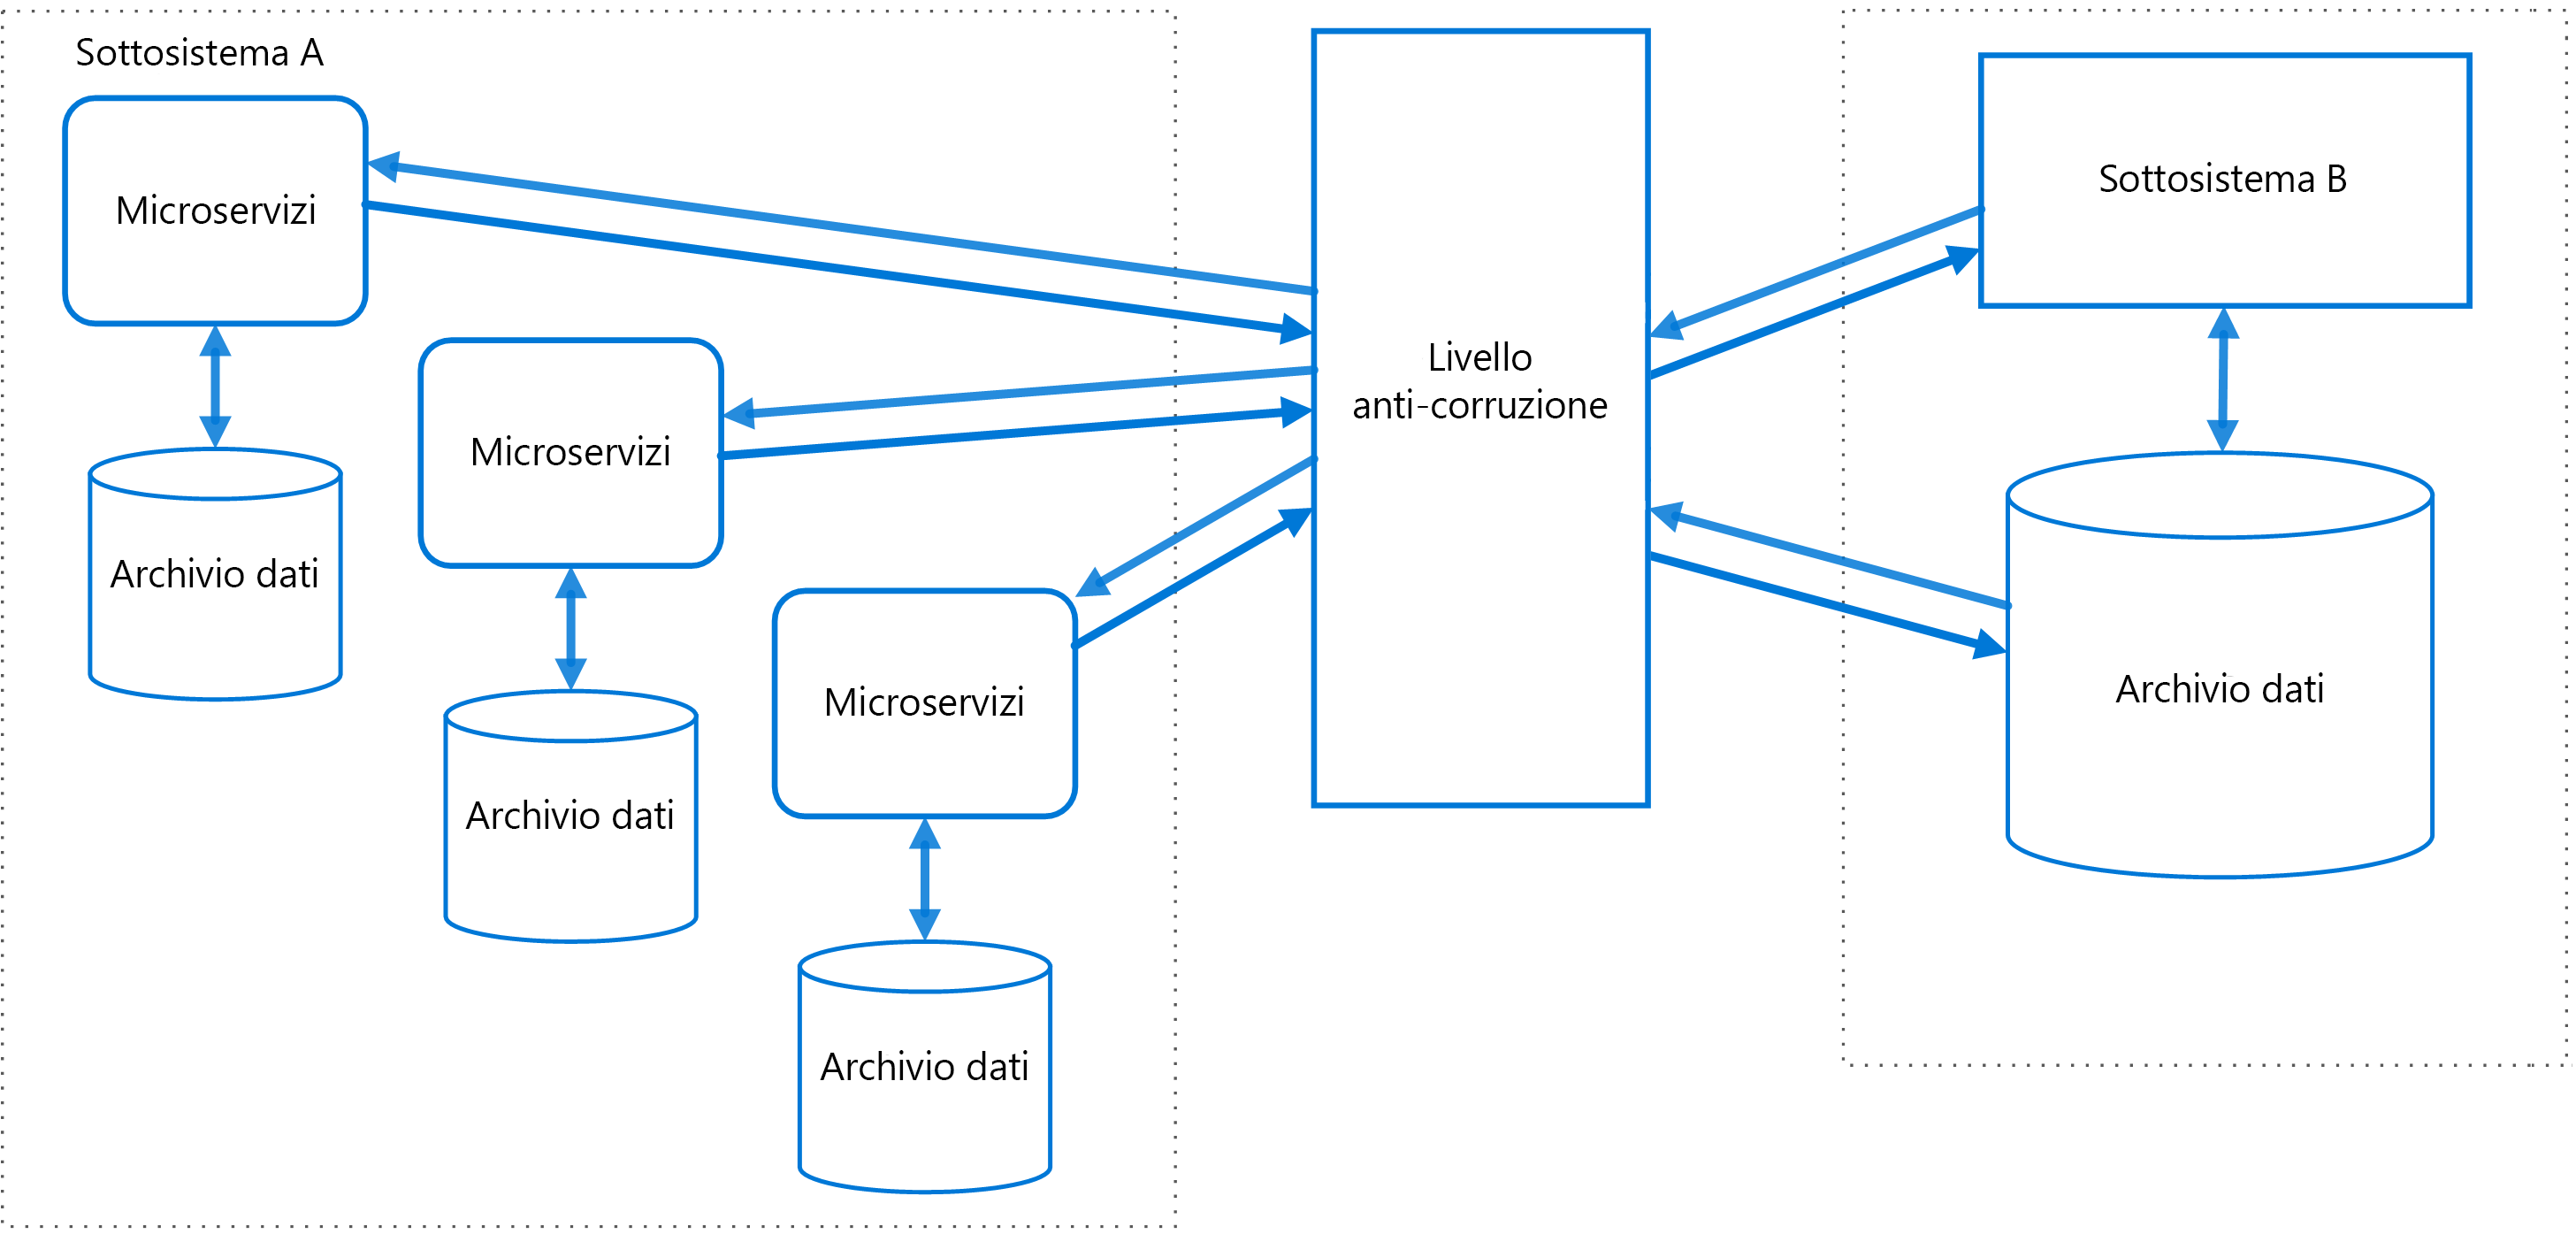 Sottosistema A
Microservizi
Archivio dati
Microservizi
Archivio dati
Microservizi
Archivio dati
Livello
anti-corruzione
Sottosistema B
Archivio dati